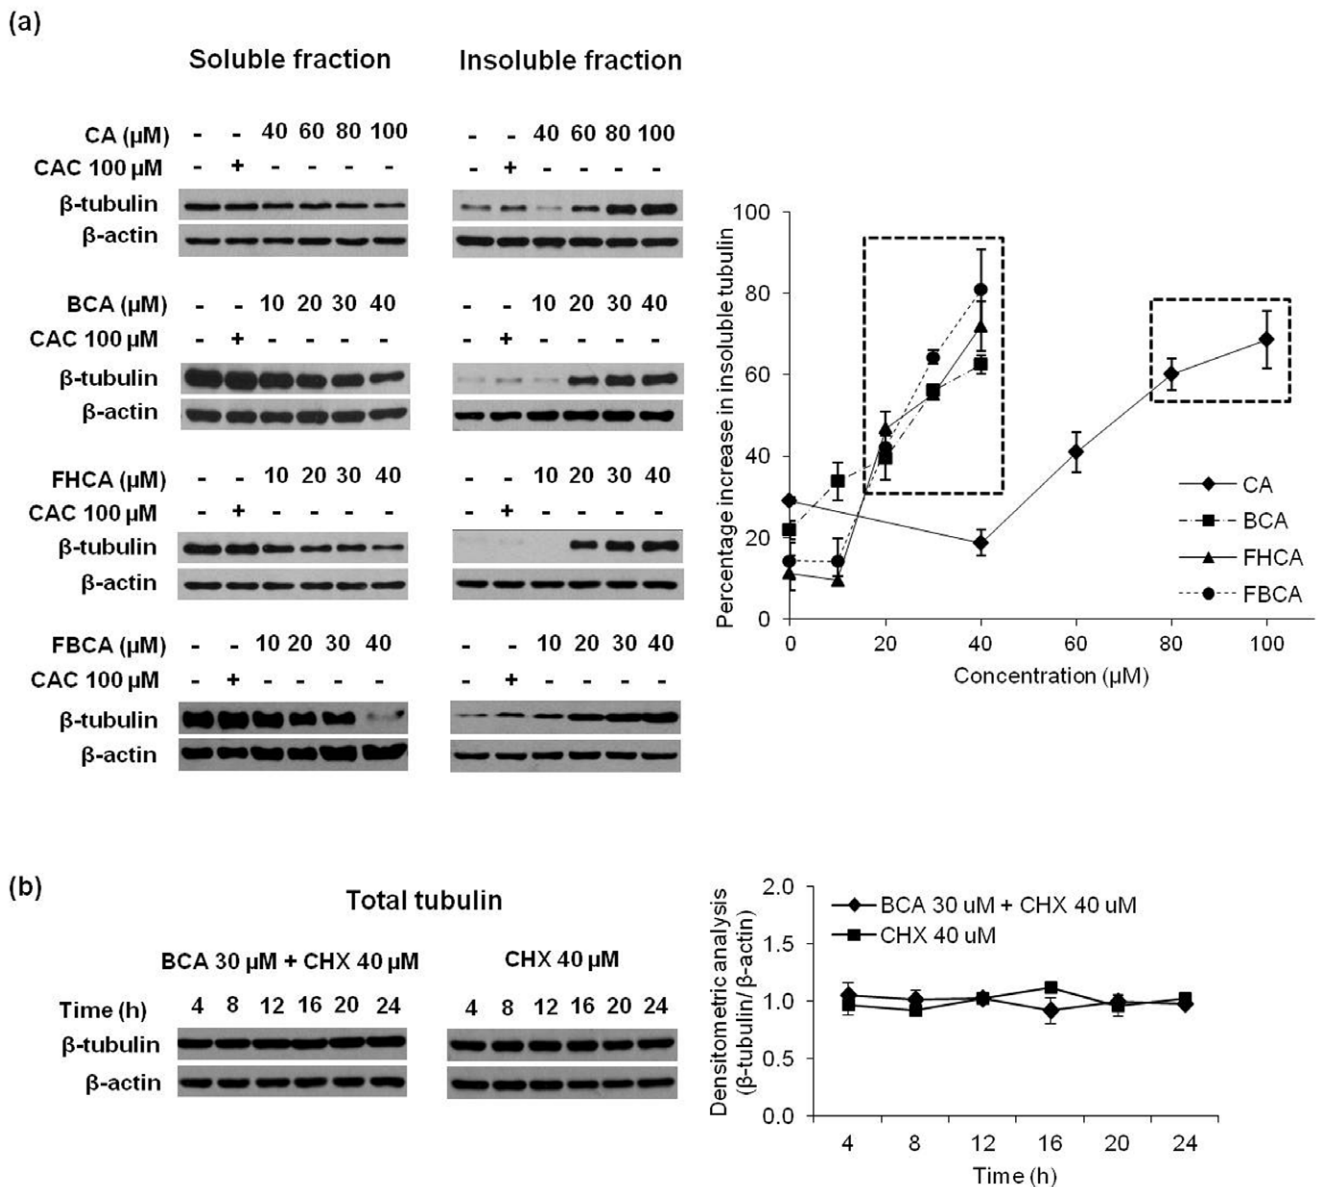 (a)
Soluble fraction
Insoluble fraction
CA (µM) - - 40 60 80 100 - - 40 60 80 100
CAC 100 µM - + - - - - - + - - - -
β-tubulin
β-actin
BCA (µM) - - 10 20 30 40 - - 10 20 30 40
CAC 100 µM - + - - - - - + - - - -
β-tubulin
β-actin
FHCA (µM) - - 10 20 30 40 - - 10 20 30 40
CAC 100 µM - + - - - - - + - - - -
β-tubulin
β-actin
FBCA (µM) - - 10 20 30 40 - - 10 20 30 40
CAC 100 µM - + - - - - - + - - - -
β-tubulin
β-actin
Percentage increase in insoluble tubulin
100
80
60
40
20
0
0 20 40 60 80 100
Concentration (µM)
CA
BCA
FHCA
FBCA
(b)
Total tubulin
BCA 30 µM + CHX 40 µM
CHX 40 µM
Time (h) 4 8 12 16 20 24 4 8 12 16 20 24
β-tubulin
β-actin
Densitometric analysis
(β-tubulin/β-actin)
2.0
1.5
1.0
0.5
0.0
BCA 30 uM + CHX 40 uM
CHX 40 uM
4 8 12 16 20 24
Time (h)